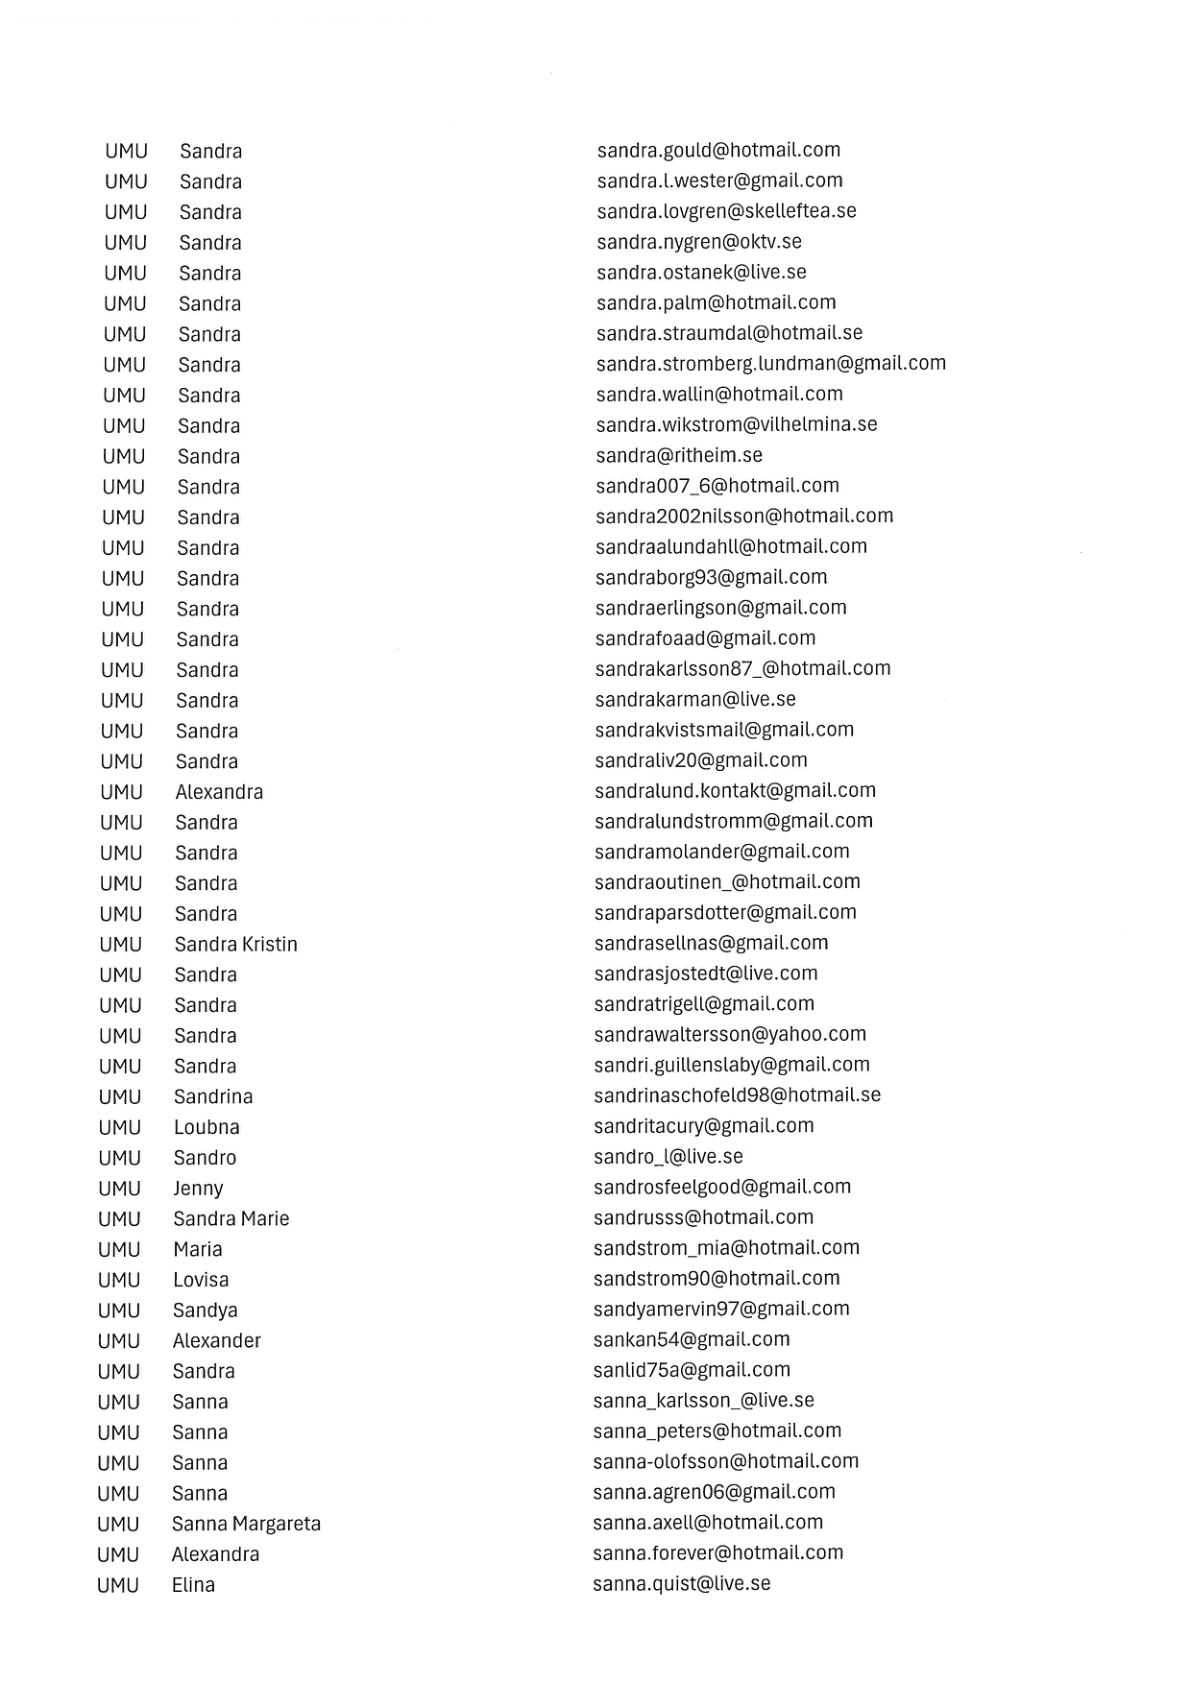 UMU Sandra sandra.gould@hotmail.com
UMU Sandra sandra.l.wester@gmail.com
UMU Sandra sandra.lovgren@skelleftea.se
UMU Sandra sandra.nygren@oktv.se
UMU Sandra sandra.ostanek@live.se
UMU Sandra sandra.palm@hotmail.com
UMU Sandra sandra.straumdal@hotmail.se
UMU Sandra sandra.stromberg.lundman@gmail.com
UMU Sandra sandra.wallin@hotmail.com
UMU Sandra sandra.wikstrom@vilhelmina.se
UMU Sandra sandra@ritheim.se
UMU Sandra sandra007_6@hotmail.com
UMU Sandra sandra2002nilsson@hotmail.com
UMU Sandra sandraalundahll@hotmail.com
UMU Sandra sandraborg93@gmail.com
UMU Sandra sandraerlingson@gmail.com
UMU Sandra sandrafoaad@gmail.com
UMU Sandra sandrakarlsson87_@hotmail.com
UMU Sandra sandrakarman@live.se
UMU Sandra sandrakvistsmail@gmail.com
UMU Sandra sandraliv20@gmail.com
UMU Alexandra sandralund.kontakt@gmail.com
UMU Sandra sandralundstromm@gmail.com
UMU Sandra sandramolander@gmail.com
UMU Sandra sandraoutinen_@hotmail.com
UMU Sandra sandraparsdotter@gmail.com
UMU Sandra Kristin sandrasellnas@gmail.com
UMU Sandra sandrasjostedt@live.com
UMU Sandra sandratrigell@gmail.com
UMU Sandra sandrawaltersson@yahoo.com
UMU Sandra sandri.guillenslaby@gmail.com
UMU Sandrina sandrinaschofeld98@hotmail.se
UMU Loubna sandritacury@gmail.com
UMU Sandro sandro_l@live.se
UMU Jenny sandrosfeelgood@gmail.com
UMU Sandra Marie sandrusss@hotmail.com
UMU Maria sandstrom_mia@hotmail.com
UMU Lovisa sandstrom90@hotmail.com
UMU Sandya sandyamervin97@gmail.com
UMU Alexander sankan54@gmail.com
UMU Sandra sanlid75a@gmail.com
UMU Sanna sanna_karlsson_@live.se
UMU Sanna sanna_peters@hotmail.com
UMU Sanna sanna-olofsson@hotmail.com
UMU Sanna sanna.agren06@gmail.com
UMU Sanna Margareta sanna.axell@hotmail.com
UMU Alexandra sanna.forever@hotmail.com
UMU Elina sanna.quist@live.se